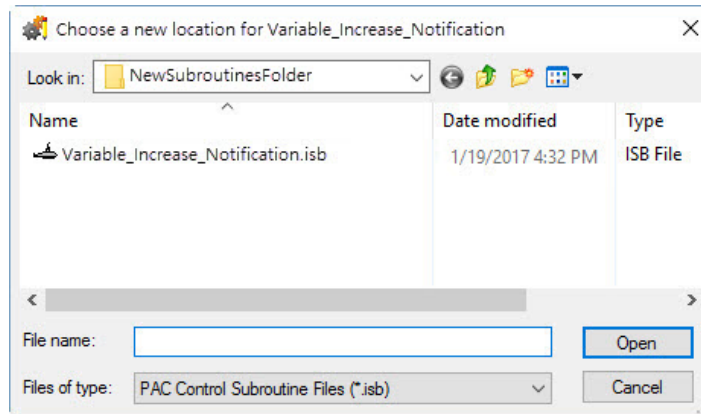 Choose a new location for Variable_Increase_Notification
Look in: NewSubroutinesFolder
Name Date modified Type
Variable_Increase_Notification.isb 1/19/2017 4:32 PM ISB File
File name: Open
Files of type: PAC Control Subroutine Files (*.isb) Cancel